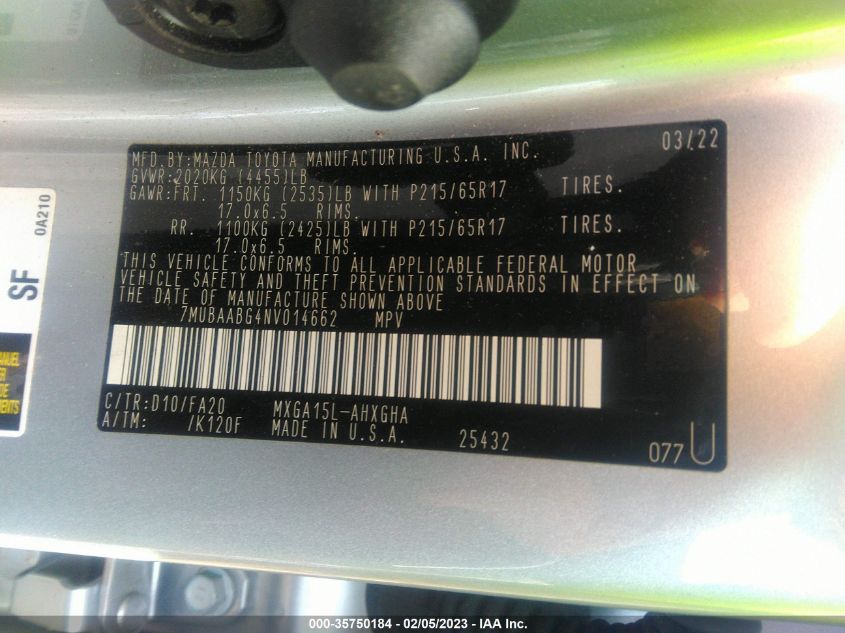 MFD.BY:MAZDA TOYOTA MANUFACTURING U.S.A. INC. 03/22
GVWR:2020KG (4455)LB
GAWR:FRT. 1150KG (2535)LB WITH P215/65R17 TIRES.
17.0x6.5 RIMS.
RR. 1100KG (2425)LB WITH P215/65R17 TIRES.
17.0x6.5 RIMS.
THIS VEHICLE CONFORMS TO ALL APPLICABLE FEDERAL MOTOR
VEHICLE SAFETY AND THEFT PREVENTION STANDARDS IN EFFECT ON
THE DATE OF MANUFACTURE SHOWN ABOVE
7MUBAABG4NV014662 MPV
C/TR:D10/FA20 MXGA15L-AHXGHA
A/TM: /K120F MADE IN U.S.A. 25432
077 U
0A210
SF
000-35750184 - 02/05/2023 - IAA Inc.